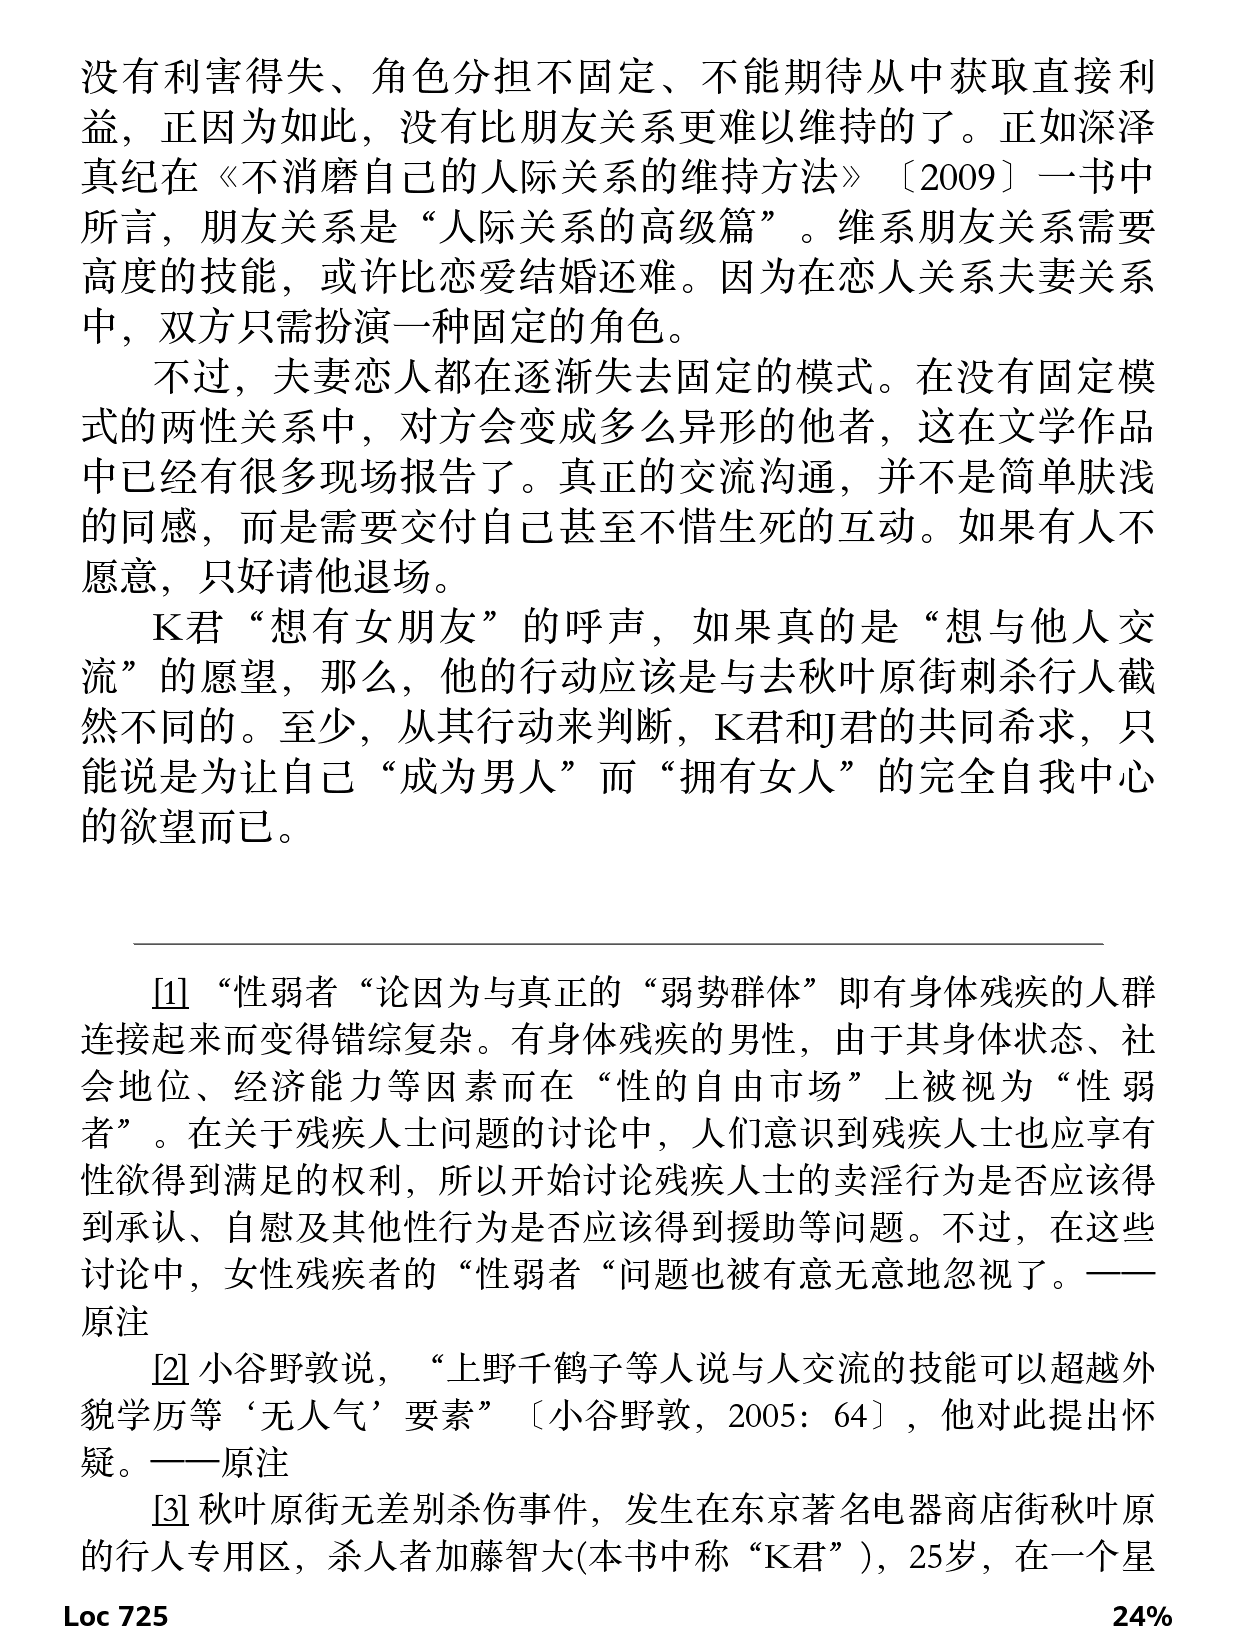 没有利害得失、角色分担不固定、不能期待从中获取直接利
益，正因为如此，没有比朋友关系更难以维持的了。正如深泽
真纪在《不消磨自己的人际关系的维持方法》〔2009〕一书中
所言，朋友关系是“人际关系的高级篇”。维系朋友关系需要
高度的技能，或许比恋爱结婚还难。因为在恋人关系夫妻关系
中，双方只需扮演一种固定的角色。
不过，夫妻恋人都在逐渐失去固定的模式。在没有固定模
式的两性关系中，对方会变成多么异形的他者，这在文学作品
中已经有很多现场报告了。真正的交流沟通，并不是简单肤浅
的同感，而是需要交付自己甚至不惜生死的互动。如果有人不
愿意，只好请他退场。
K君“想有女朋友”的呼声，如果真的是“想与他人交
流”的愿望，那么，他的行动应该是与去秋叶原街刺杀行人截
然不同的。至少，从其行动来判断，K君和J君的共同希求，只
能说是为让自己“成为男人”而“拥有女人”的完全自我中心
的欲望而已。
[1] “性弱者“论因为与真正的“弱势群体”即有身体残疾的人群
连接起来而变得错综复杂。有身体残疾的男性，由于其身体状态、社
会地位、经济能力等因素而在“性的自由市场”上被视为“性弱
者”。在关于残疾人士问题的讨论中，人们意识到残疾人士也应享有
性欲得到满足的权利，所以开始讨论残疾人士的卖淫行为是否应该得
到承认、自慰及其他性行为是否应该得到援助等问题。不过，在这些
讨论中，女性残疾者的“性弱者“问题也被有意无意地忽视了。——
原注
[2] 小谷野敦说，“上野千鹤子等人说与人交流的技能可以超越外
貌学历等‘无人气’要素”〔小谷野敦，2005：64〕，他对此提出怀
疑。——原注
[3] 秋叶原街无差别杀伤事件，发生在东京著名电器商店街秋叶原
的行人专用区，杀人者加藤智大(本书中称“K君”)，25岁，在一个星
Loc 725
24%